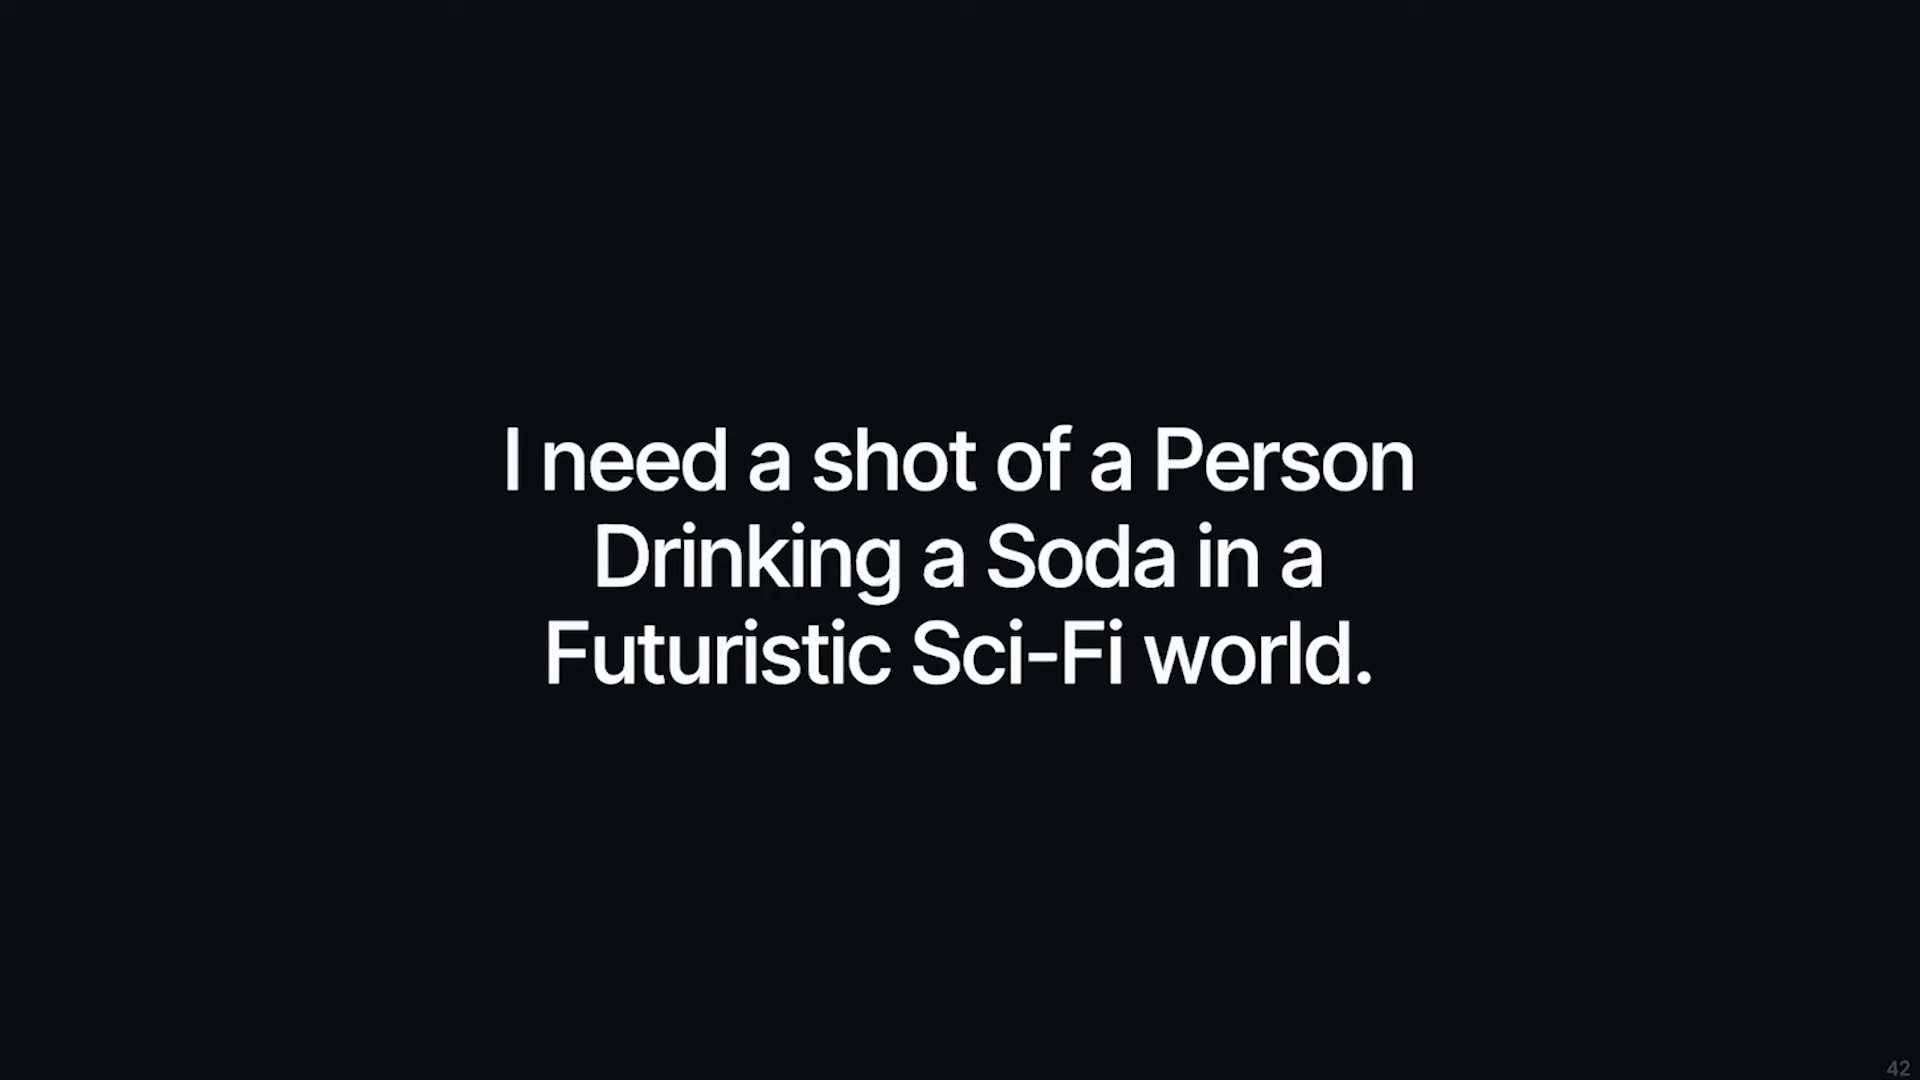 I need a shot of a Person
Drinking a Soda in a
Futuristic Sci-Fi world.
42